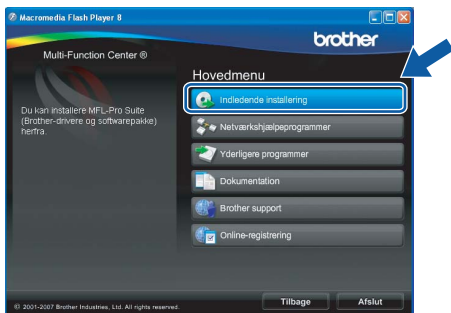 Macromedia Flash Player 8
brother
Multi-Function Center ®
Hovedmenu
Du kan installere MFL-Pro Suite
(Brother-drivere og softwarepakke)
herfra.
Indledende installering
Netværkshjælpeprogrammer
Yderligere programmer
Dokumentation
Brother support
Online-registrering
© 2001-2007 Brother Industries, Ltd. All rights reserved.
Tilbage
Afslut